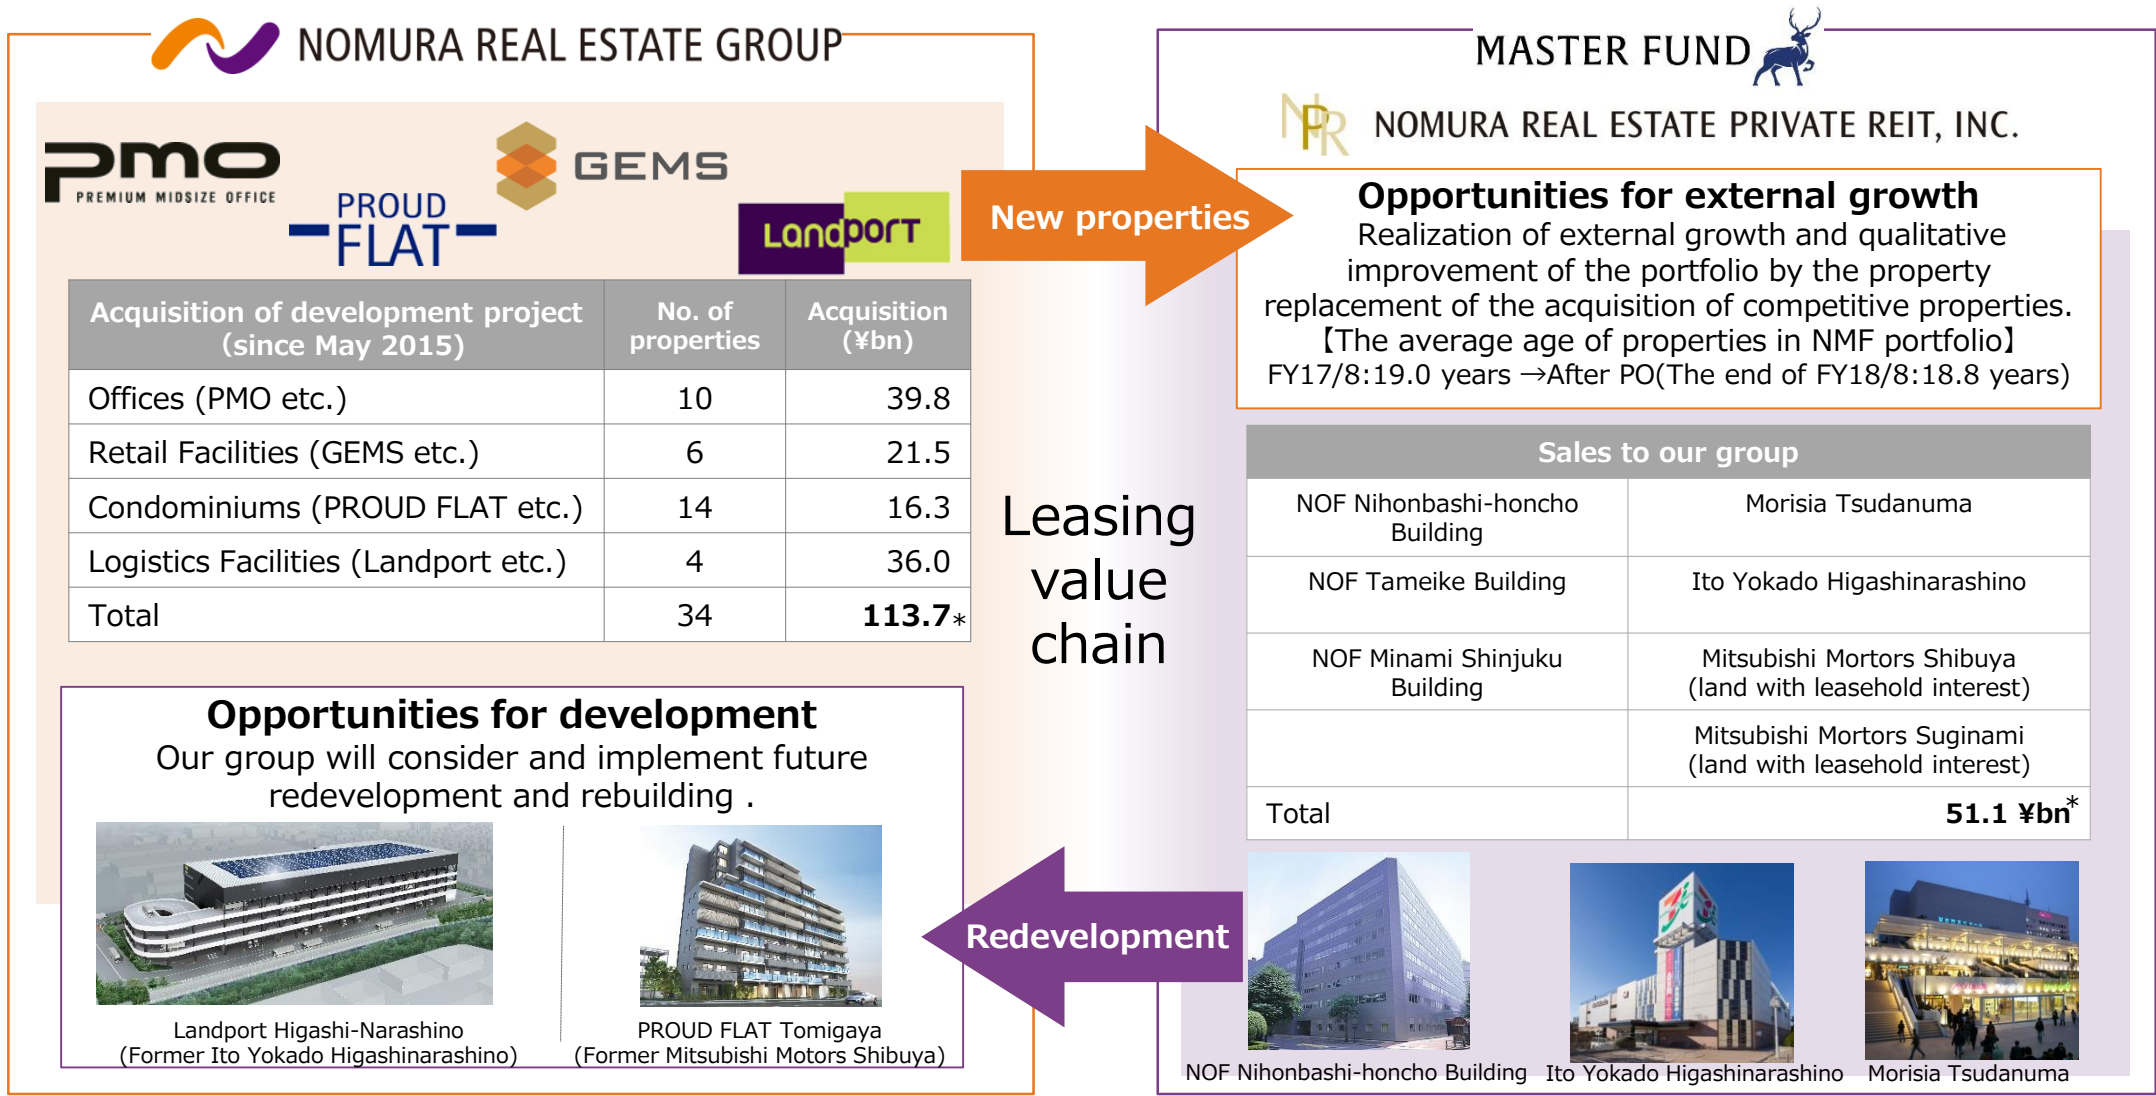 NOMURA REAL ESTATE GROUP
pmo
PREMIUM MIDSIZE OFFICE
PROUD
FLAT
GEMS
Landport
Acquisition of development project
(since May 2015)
No. of
properties
Acquisition
(¥bn)
Offices (PMO etc.) 10 39.8
Retail Facilities (GEMS etc.) 6 21.5
Condominiums (PROUD FLAT etc.) 14 16.3
Logistics Facilities (Landport etc.) 4 36.0
Total 34 113.7*
Opportunities for development
Our group will consider and implement future
redevelopment and rebuilding .
Landport Higashi-Narashino
(Former Ito Yokado Higashinarashino)
PROUD FLAT Tomigaya
(Former Mitsubishi Motors Shibuya)
New properties
Leasing
value
chain
Redevelopment
MASTER FUND
NPR
NOMURA REAL ESTATE PRIVATE REIT, INC.
Opportunities for external growth
Realization of external growth and qualitative
improvement of the portfolio by the property
replacement of the acquisition of competitive properties.
【The average age of properties in NMF portfolio】
FY17/8:19.0 years →After PO(The end of FY18/8:18.8 years)
Sales to our group
NOF Nihonbashi-honcho
Building
Morisia Tsudanuma
NOF Tameike Building
Ito Yokado Higashinarashino
NOF Minami Shinjuku
Building
Mitsubishi Mortors Shibuya
(land with leasehold interest)
Mitsubishi Mortors Suginami
(land with leasehold interest)
Total 51.1 ¥bn*
NOF Nihonbashi-honcho Building
Ito Yokado Higashinarashino
Morisia Tsudanuma